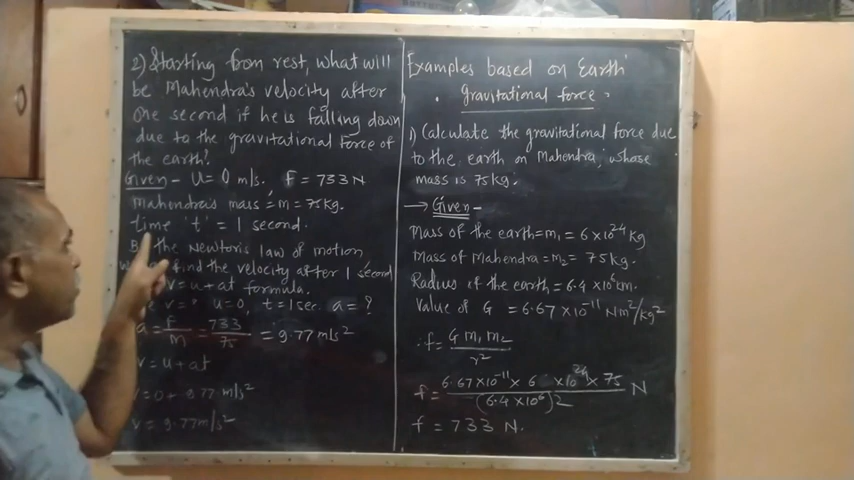 2) Starting from rest, what will
be Mahendra's velocity after
one second if he is falling down
due to the gravitational force of
the earth?
Given - U = 0 m/s. F = 733 N
Mahendra's mass = m = 75 kg.
time 't' = 1 second.
the Newton's law of motion
find the velocity after 1 second
v = u + at formula.
v = ? u = 0, t = 1 sec. a = ?
a = f/m = 733/75 = 9.77 m/s²
v = u + at
v = 0 + 9.77 m/s²
v = 9.77 m/s²
Examples based on Earth
gravitational force.
1) Calculate the gravitational force due
to the earth on Mahendra, whose
mass is 75 kg.
→ Given -
Mass of the earth = m₁ = 6 × 10²⁴ kg
Mass of Mahendra = m₂ = 75 kg.
Radius of the earth = 6.4 × 10⁶ km.
Value of G = 6.67 × 10⁻¹¹ Nm²/kg²
∴ f = G m₁ m₂ / r²
f = 6.67 × 10⁻¹¹ × 6 × 10²⁴ × 75 / (6.4 × 10⁶)2 N
f = 733 N.